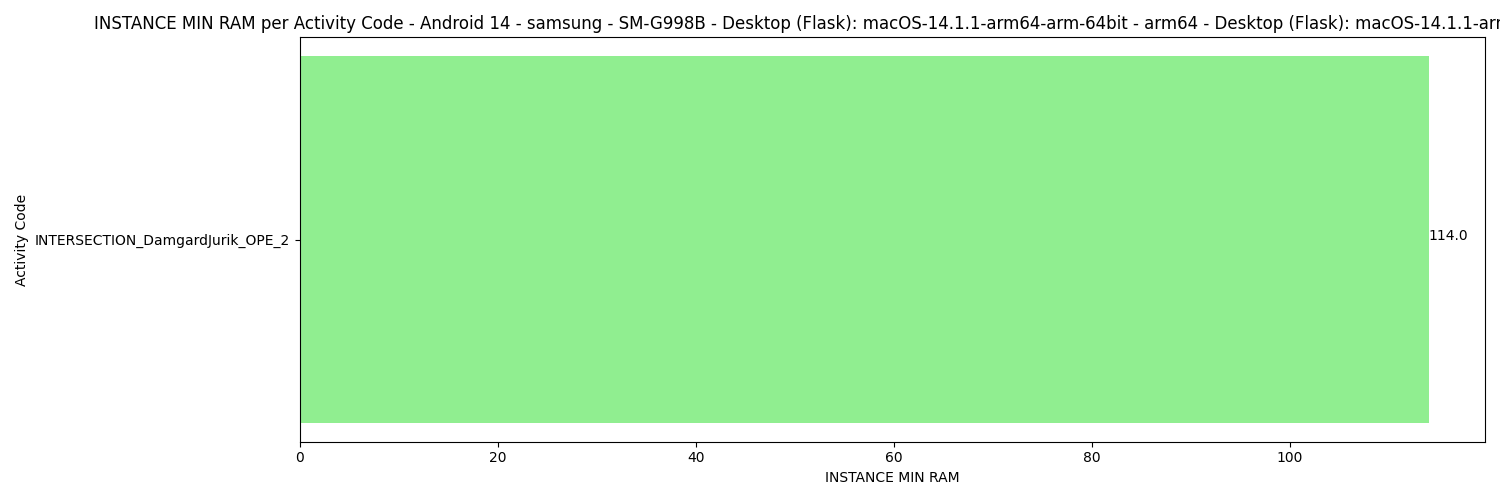 INSTANCE MIN RAM per Activity Code - Android 14 - samsung - SM-G998B - Desktop (Flask): macOS-14.1.1-arm64-arm-64bit - arm64 - Desktop (Flask): macOS-14.1.1-arm
114.0
INTERSECTION_DamgardJurik_OPE_2
Activity Code
0 20 40 60 80 100
INSTANCE MIN RAM